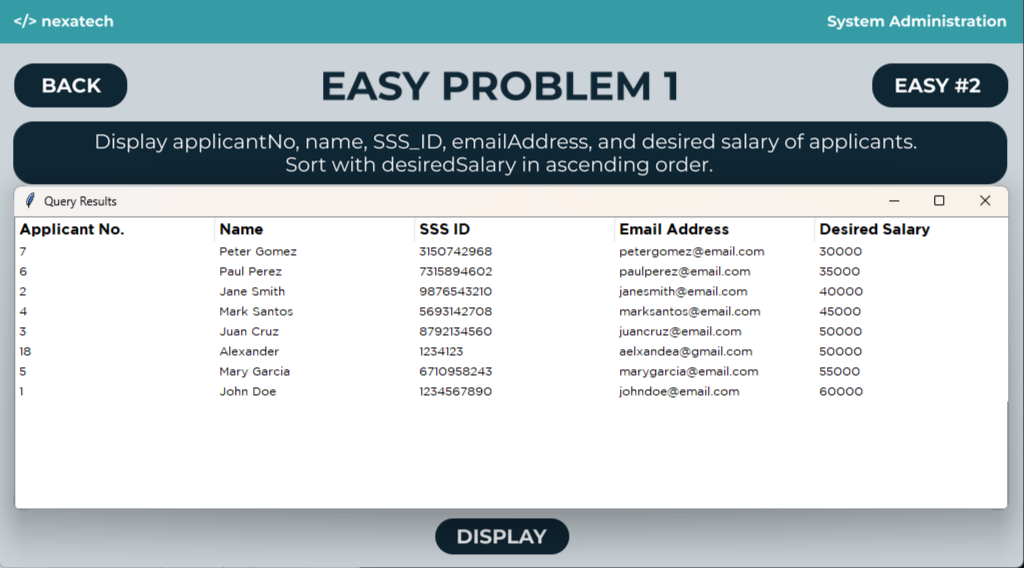 </> nexatech System Administration
BACK EASY PROBLEM 1 EASY #2
Display applicantNo, name, SSS_ID, emailAddress, and desired salary of applicants.
Sort with desiredSalary in ascending order.
Query Results
Applicant No. Name SSS ID Email Address Desired Salary
7 Peter Gomez 3150742968 petergomez@email.com 30000
6 Paul Perez 7315894602 paulperez@email.com 35000
2 Jane Smith 9876543210 janesmith@email.com 40000
4 Mark Santos 5693142708 marksantos@email.com 45000
3 Juan Cruz 8792134560 juancruz@email.com 50000
18 Alexander 1234123 aelxandea@gmail.com 50000
5 Mary Garcia 6710958243 marygarcia@email.com 55000
1 John Doe 1234567890 johndoe@email.com 60000
DISPLAY